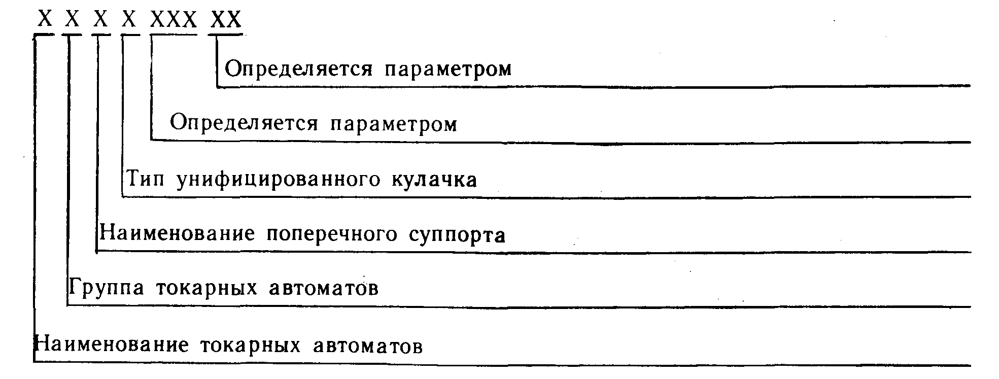 X X X X XXX XX
Определяется параметром
Определяется параметром
Тип унифицированного кулачка
Наименование поперечного суппорта
Группа токарных автоматов
Наименование токарных автоматов